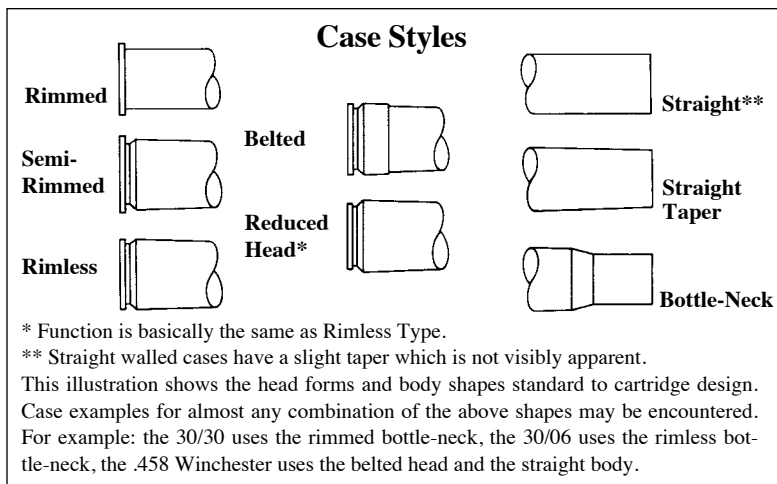 Case Styles
Rimmed
Semi-
Rimmed
Rimless
Belted
Reduced
Head*
Straight**
Straight
Taper
Bottle-Neck
* Function is basically the same as Rimless Type.
** Straight walled cases have a slight taper which is not visibly apparent.
This illustration shows the head forms and body shapes standard to cartridge design.
Case examples for almost any combination of the above shapes may be encountered.
For example: the 30/30 uses the rimmed bottle-neck, the 30/06 uses the rimless bot-
tle-neck, the .458 Winchester uses the belted head and the straight body.